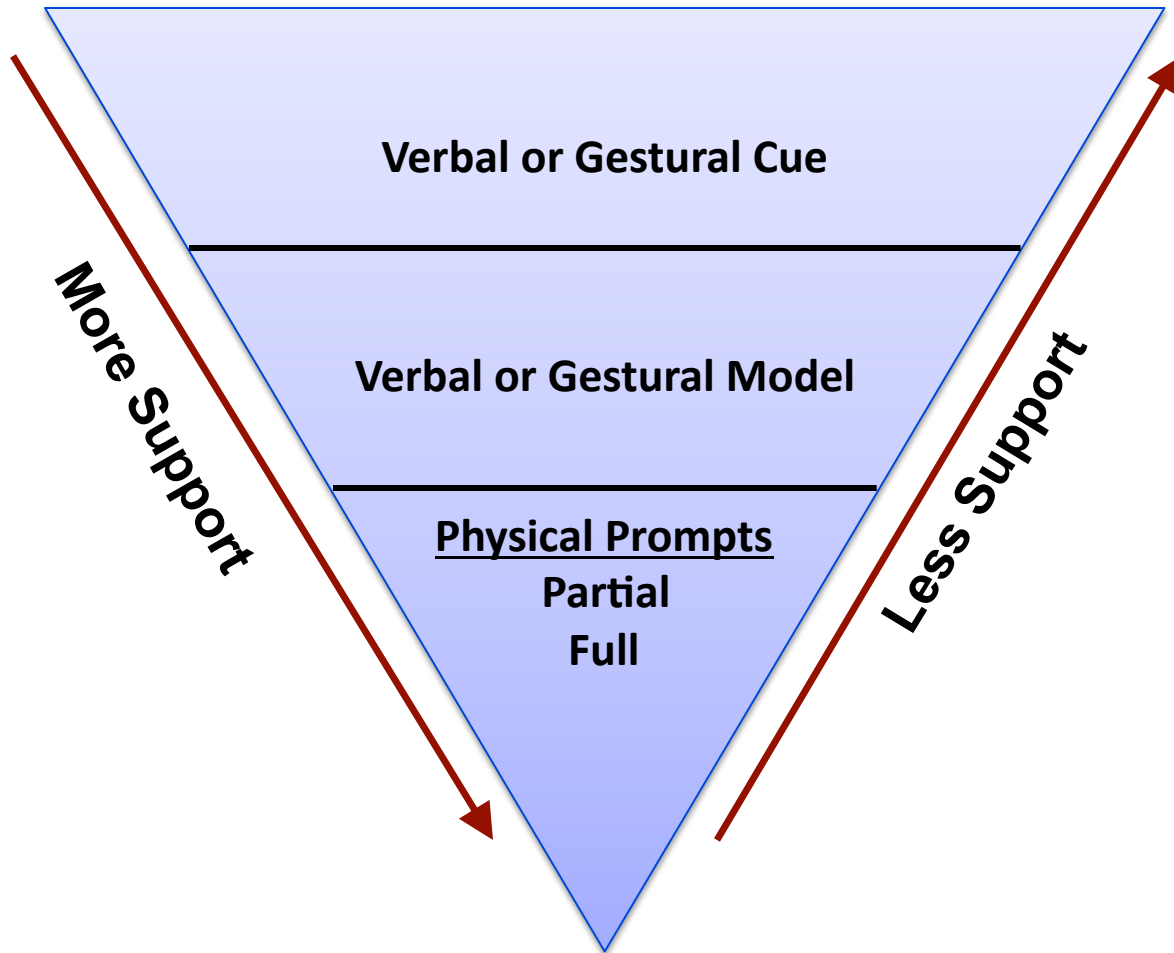 Verbal or Gestural Cue
More Support
Verbal or Gestural Model
Less Support
Physical Prompts
Partial
Full